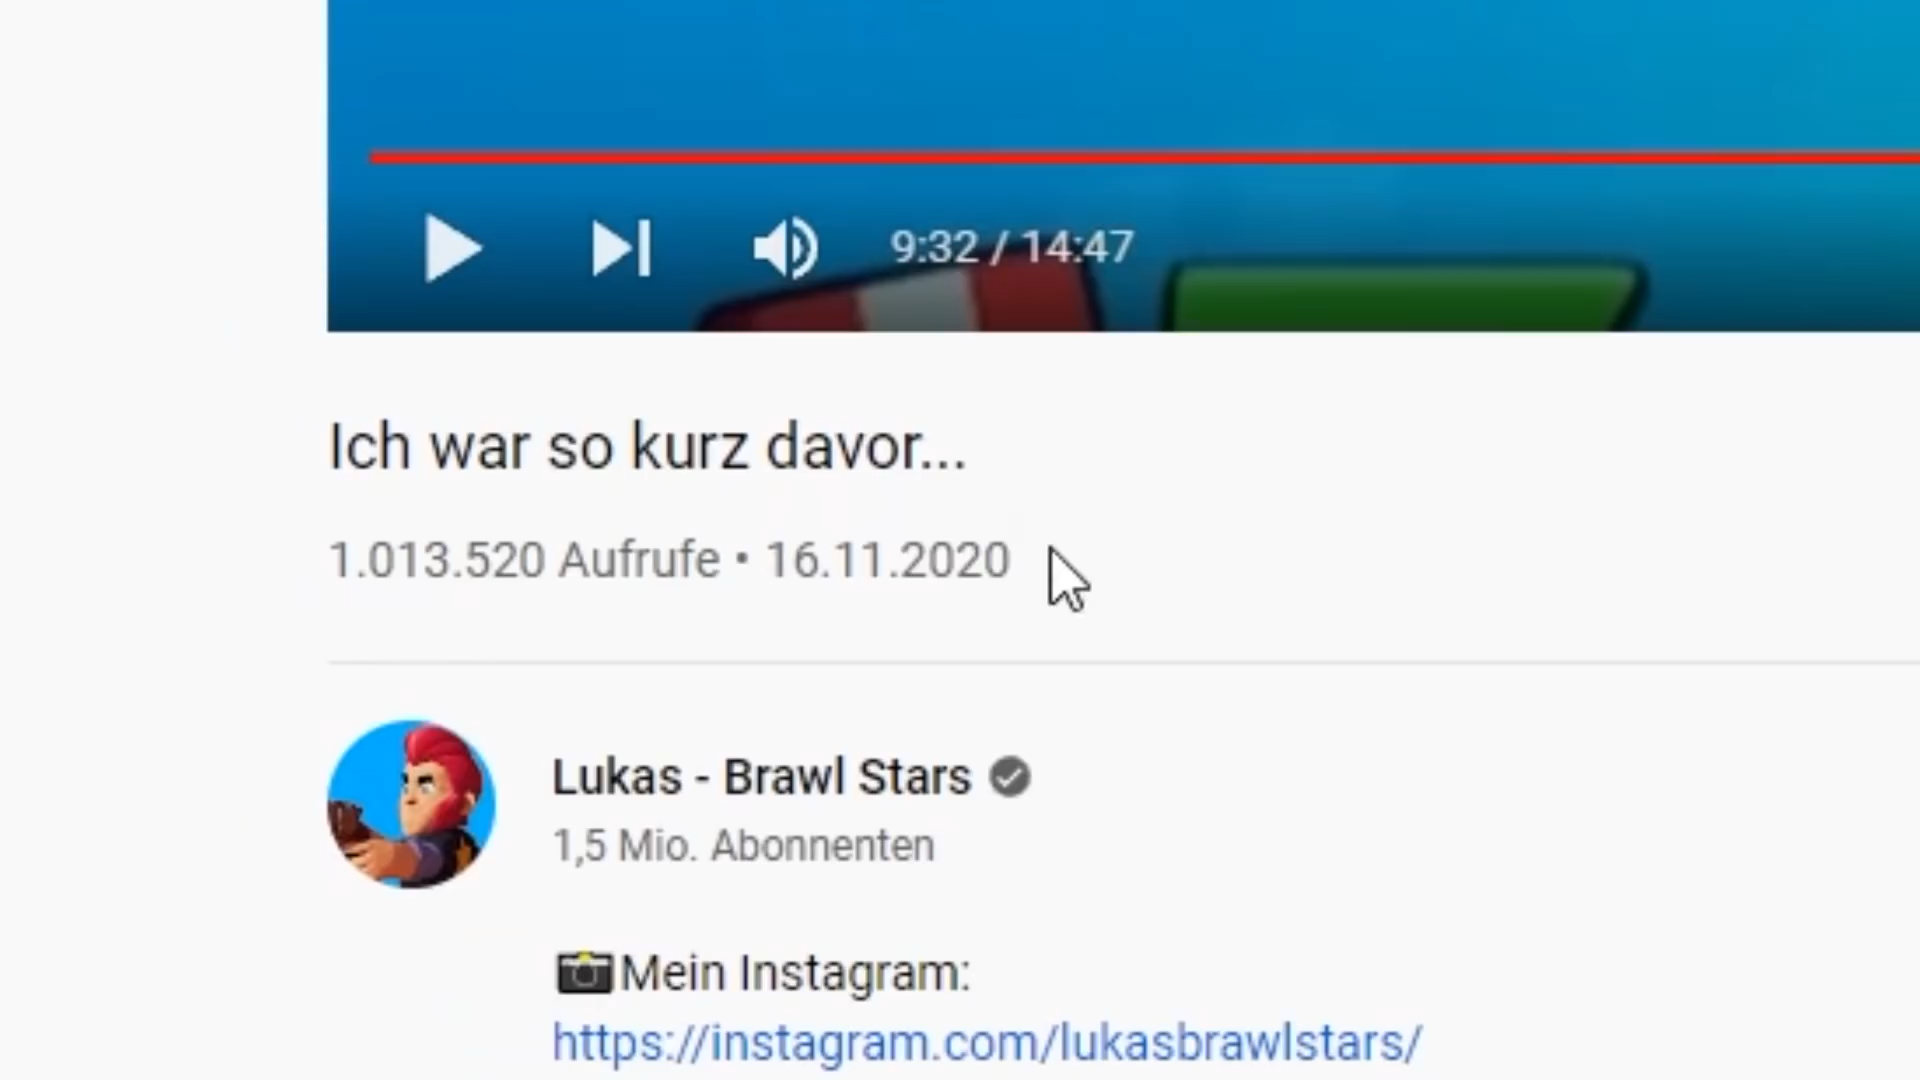 9:32 / 14:47
Ich war so kurz davor...
1.013.520 Aufrufe • 16.11.2020
Lukas - Brawl Stars
1,5 Mio. Abonnenten
📷Mein Instagram:
https://instagram.com/lukasbrawlstars/